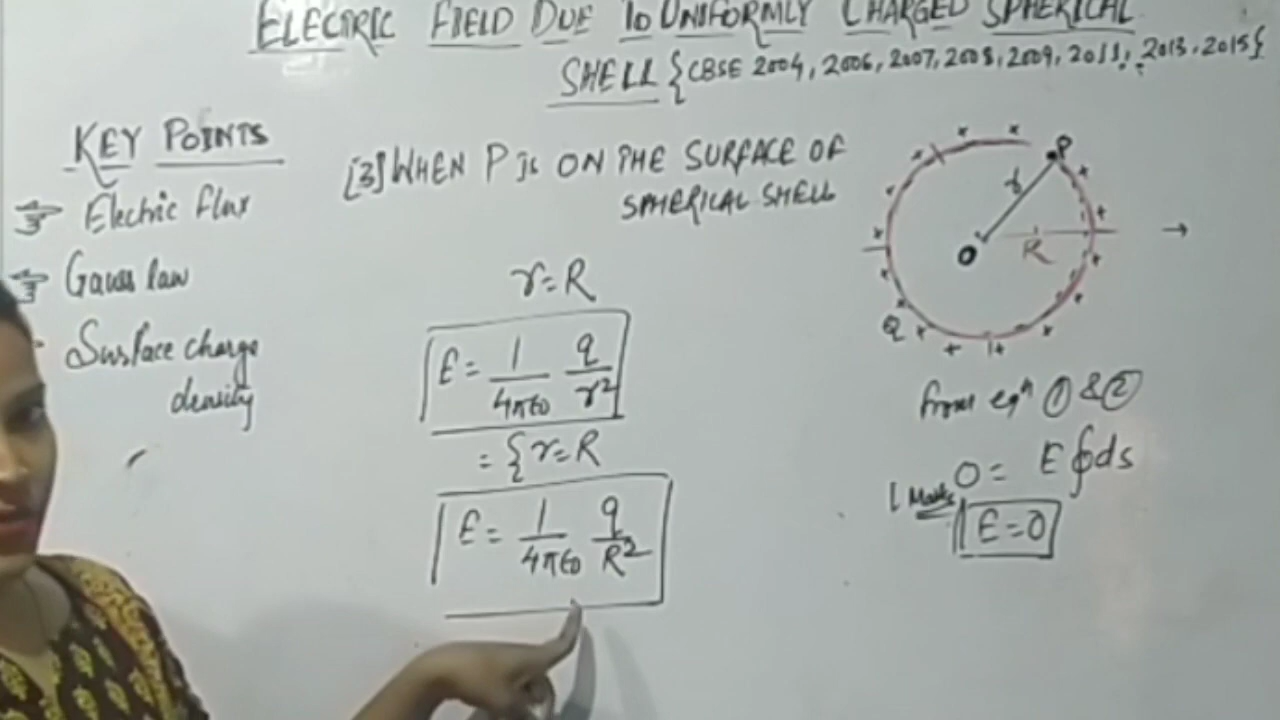 ELECTRIC FIELD DUE TO UNIFORMLY CHARGED SPHERICAL
SHELL {CBSE 2004, 2006, 2007, 2008, 2009, 2011, 2013, 2015}
KEY POINTS
Electric flux
Gauss law
Surface charge
density
[3] WHEN P is ON THE SURFACE OF
SPHERICAL SHELL
r=R
E = 1/4πε0 q/r²
= {r=R
E = 1/4πε0 q/R²
P
r
O
R
Q
from eqn ① & ②
0 = E∮ds
1 Marks
E=0